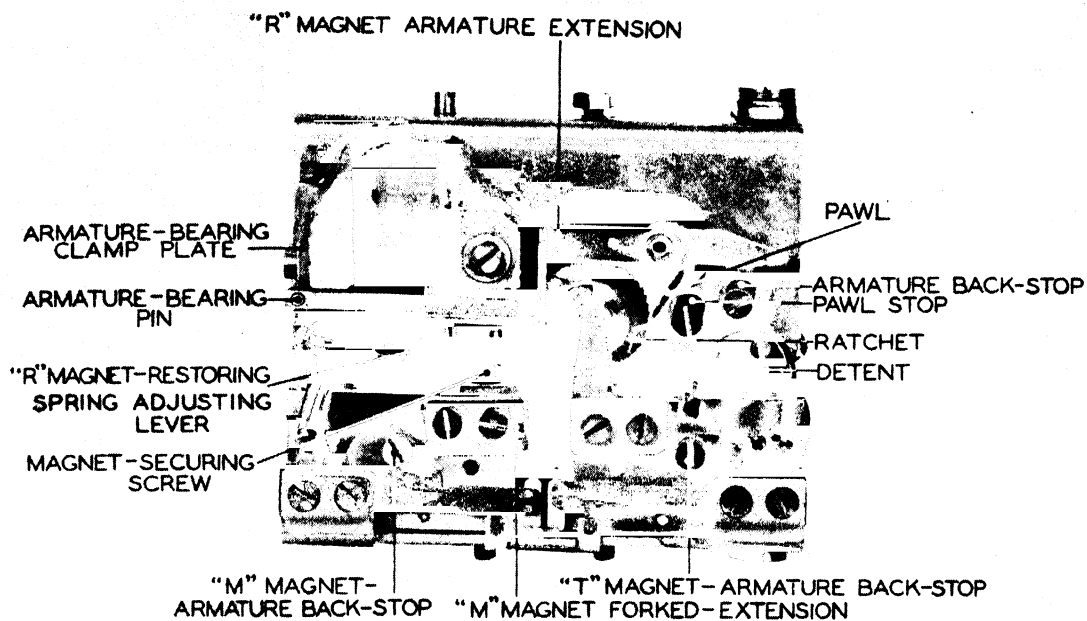 "R" MAGNET ARMATURE EXTENSION
PAWL
ARMATURE-BEARING
CLAMP PLATE
ARMATURE BACK-STOP
ARMATURE-BEARING
PIN
PAWL STOP
RATCHET
"R" MAGNET-RESTORING
SPRING ADJUSTING
LEVER
DETENT
MAGNET-SECURING
SCREW
"M" MAGNET-
ARMATURE BACK-STOP
"T" MAGNET-ARMATURE BACK-STOP
"M" MAGNET FORKED-EXTENSION